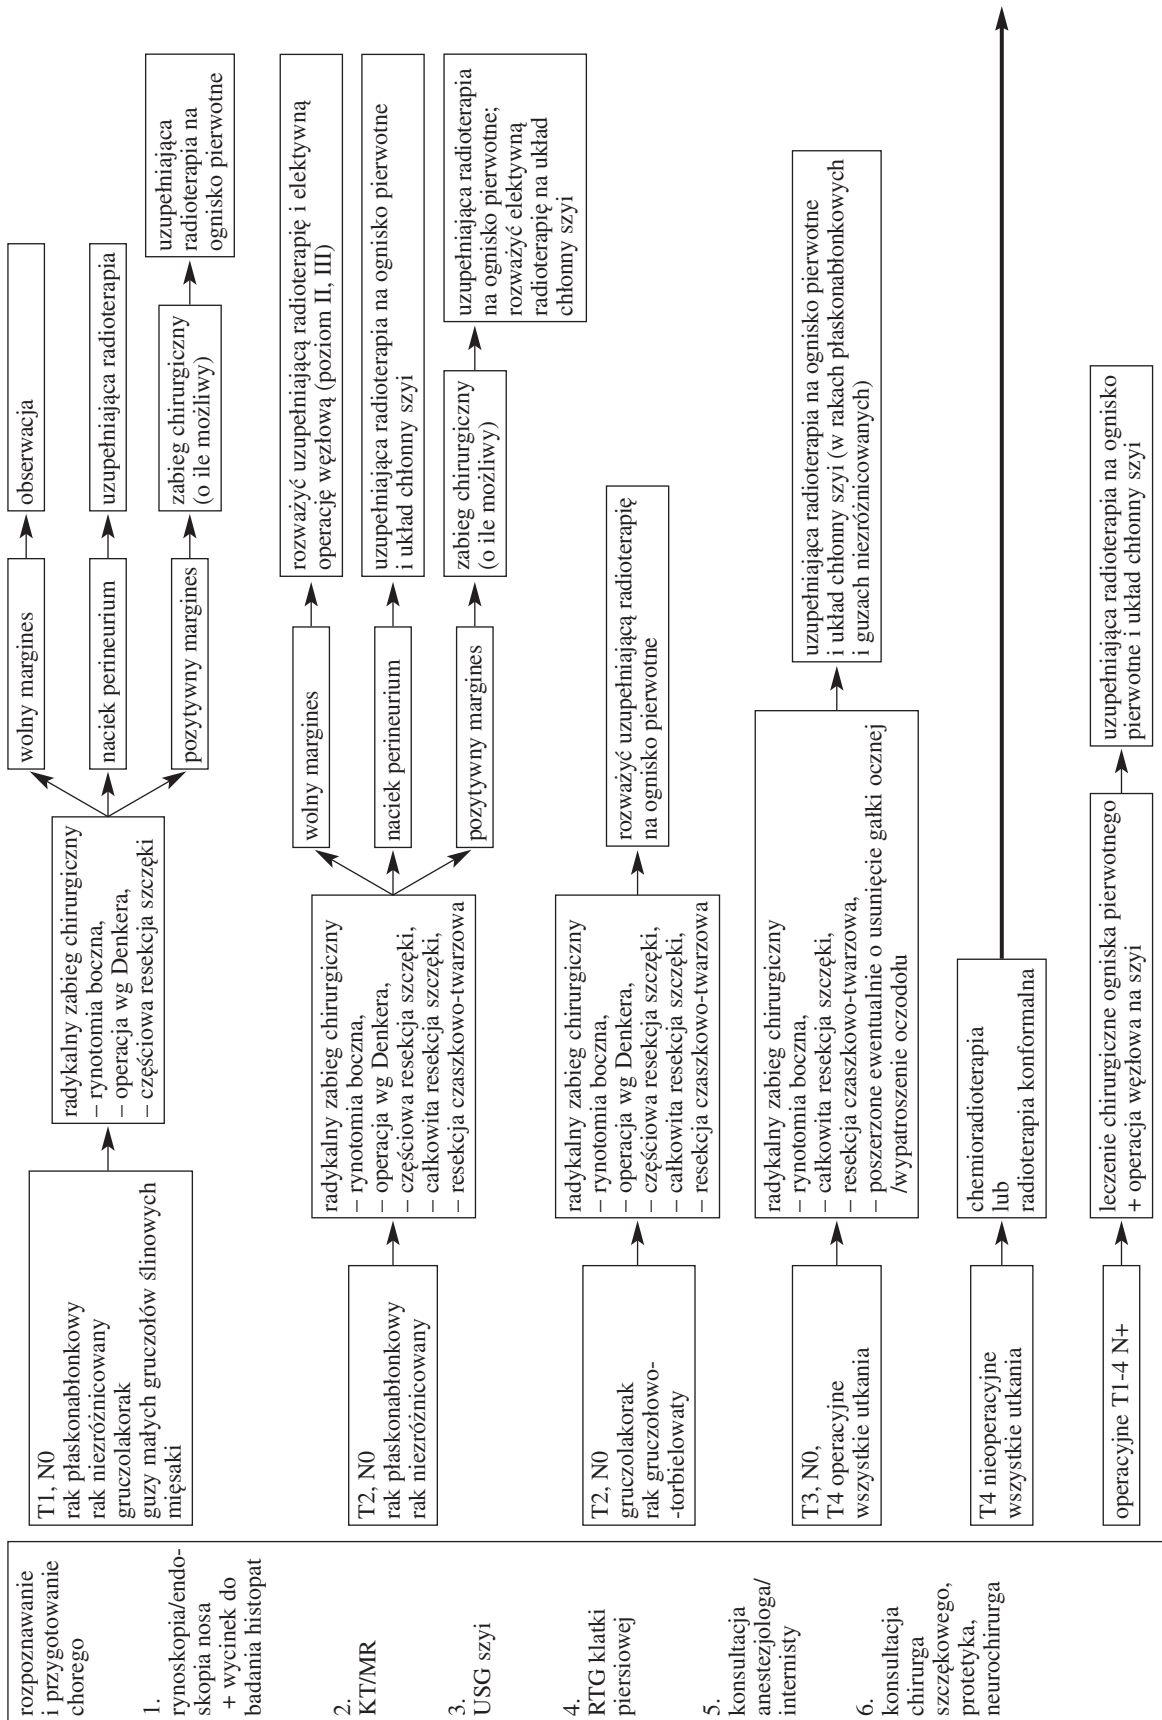 rozpoznawanie
i przygotowanie
chorego
1.
rynoskopia/endo-
skopia nosa
+ wycinek do
badania histopat
2.
KT/MR
3.
USG szyi
4.
RTG klatki
piersiowej
5.
konsultacja
anestezjologa/
internisty
6.
konsultacja
chirurga
szczękowego,
protetyka,
neurochirurga
T1, N0
rak płaskonabłonkowy
rak niezróżnicowany
gruczolakorak
guzy małych gruczołów ślinowych
mięsaki
radykalny zabieg chirurgiczny
– rynotomia boczna,
– operacja wg Denkera,
– częściowa resekcja szczęki
wolny margines
obserwacja
naciek perineurium
uzupełniająca radioterapia
pozytywny margines
zabieg chirurgiczny
(o ile możliwy)
uzupełniająca
radioterapia na
ognisko pierwotne
T2, N0
rak płaskonabłonkowy
rak niezróżnicowany
radykalny zabieg chirurgiczny
– rynotomia boczna,
– operacja wg Denkera,
– częściowa resekcja szczęki,
– całkowita resekcja szczęki,
– resekcja czaszkowo-twarzowa
wolny margines
rozważyć uzupełniającą radioterapię i elektywną
operację węzłową (poziom II, III)
naciek perineurium
uzupełniająca radioterapia na ognisko pierwotne
i układ chłonny szyi
pozytywny margines
zabieg chirurgiczny
(o ile możliwy)
uzupełniająca radioterapia
na ognisko pierwotne;
rozważyć elektywną
radioterapię na układ
chłonny szyi
T2, N0
gruczolakorak
rak gruczołowo-
-torbielowaty
radykalny zabieg chirurgiczny
– rynotomia boczna,
– operacja wg Denkera,
– częściowa resekcja szczęki,
– całkowita resekcja szczęki,
– resekcja czaszkowo-twarzowa
rozważyć uzupełniającą radioterapię
na ognisko pierwotne
T3, N0,
T4 operacyjne
wszystkie utkania
radykalny zabieg chirurgiczny
– rynotomia boczna,
– całkowita resekcja szczęki,
– resekcja czaszkowo-twarzowa,
– poszerzone ewentualnie o usunięcie gałki ocznej
/wypatroszenie oczodołu
uzupełniająca radioterapia na ognisko pierwotne
i układ chłonny szyi (w rakach płaskonabłonkowych
i guzach niezróżnicowanych)
T4 nieoperacyjne
wszystkie utkania
chemioradioterapia
lub
radioterapia konformalna
operacyjne T1-4 N+
leczenie chirurgiczne ogniska pierwotnego
+ operacja węzłowa na szyi
uzupełniająca radioterapia na ognisko
pierwotne i układ chłonny szyi